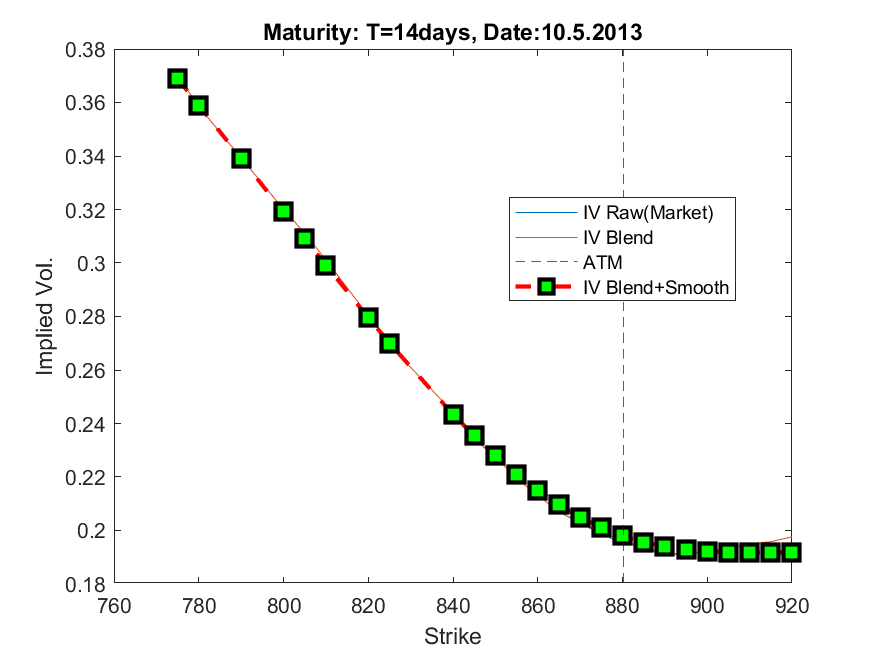 Maturity: T=14days, Date:10.5.2013
0.38
0.36
0.34
0.32
0.3
0.28
0.26
0.24
0.22
0.2
0.18
Implied Vol.
IV Raw(Market)
IV Blend
ATM
IV Blend+Smooth
760 780 800 820 840 860 880 900 920
Strike